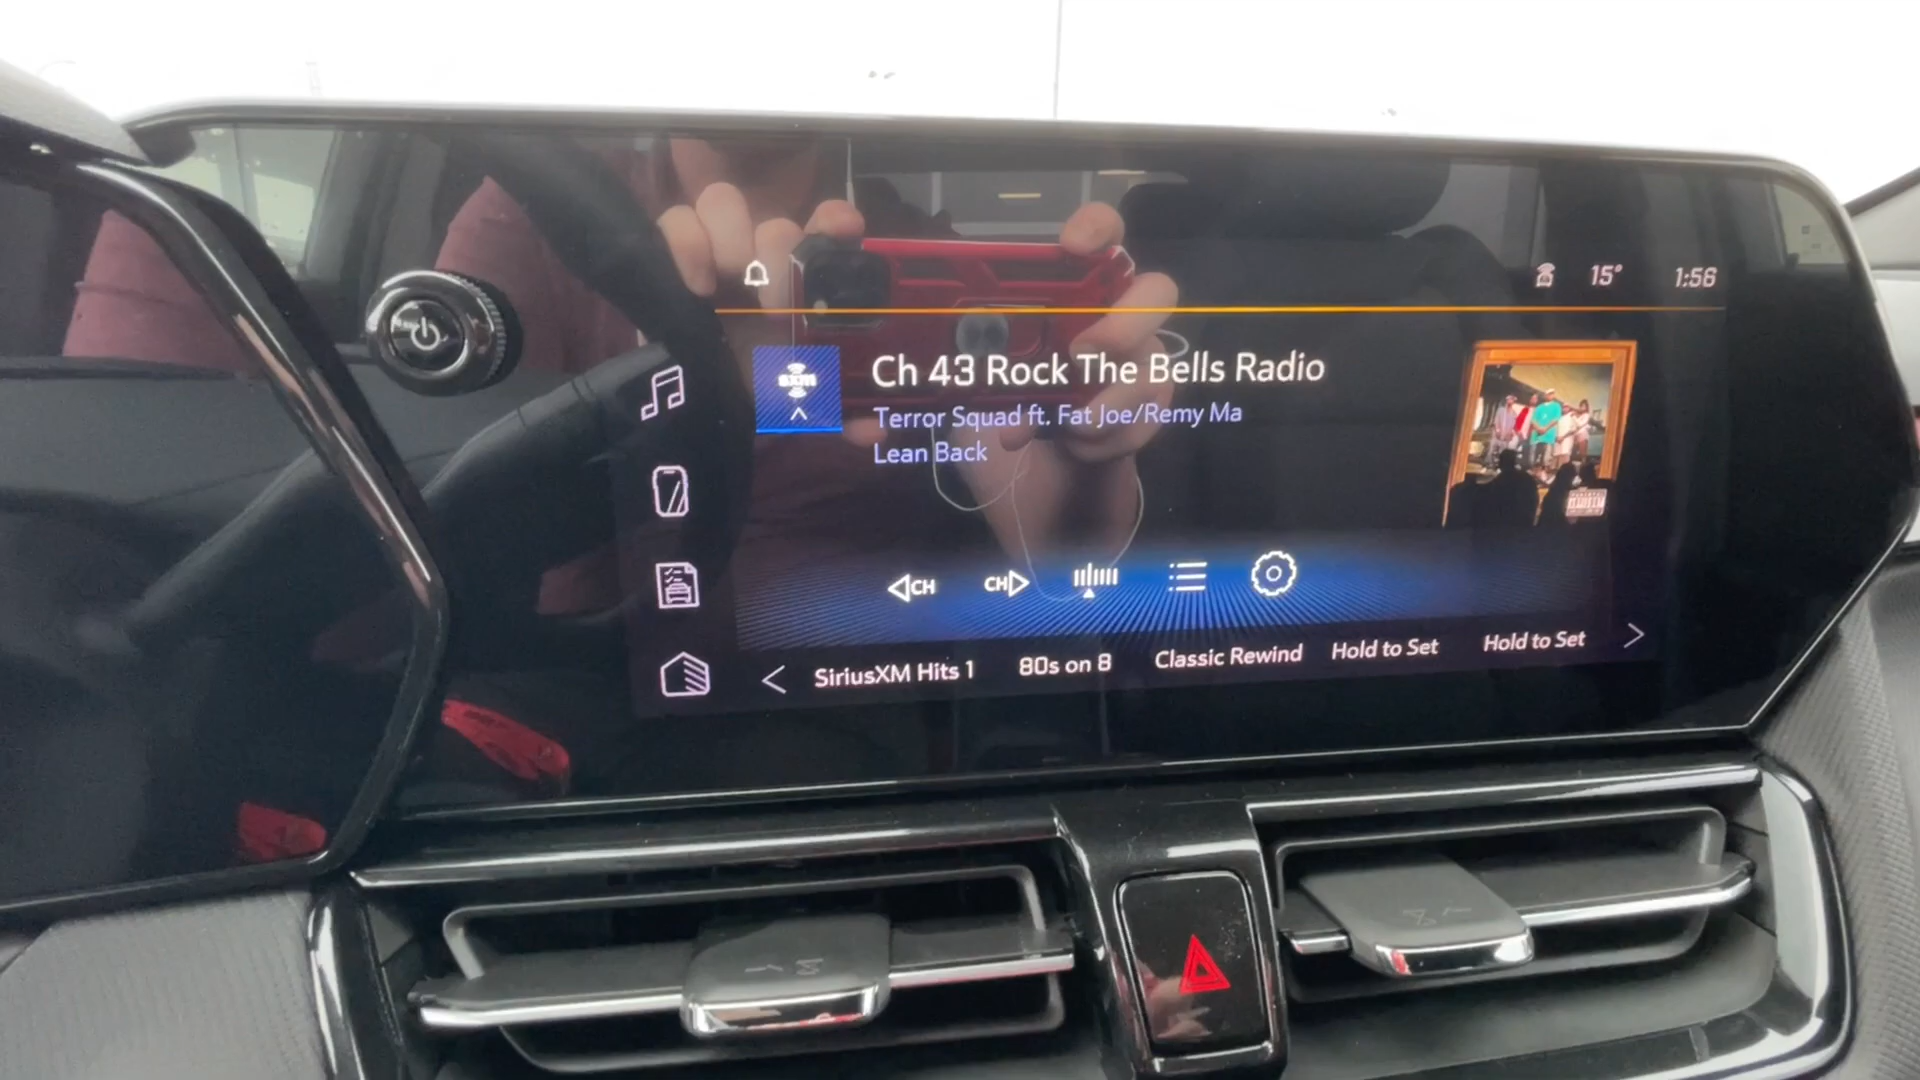 15° 1:56
sxm
Ch 43 Rock The Bells Radio
Terror Squad ft. Fat Joe/Remy Ma
Lean Back
CH CH
SiriusXM Hits 1 80s on 8 Classic Rewind Hold to Set Hold to Set